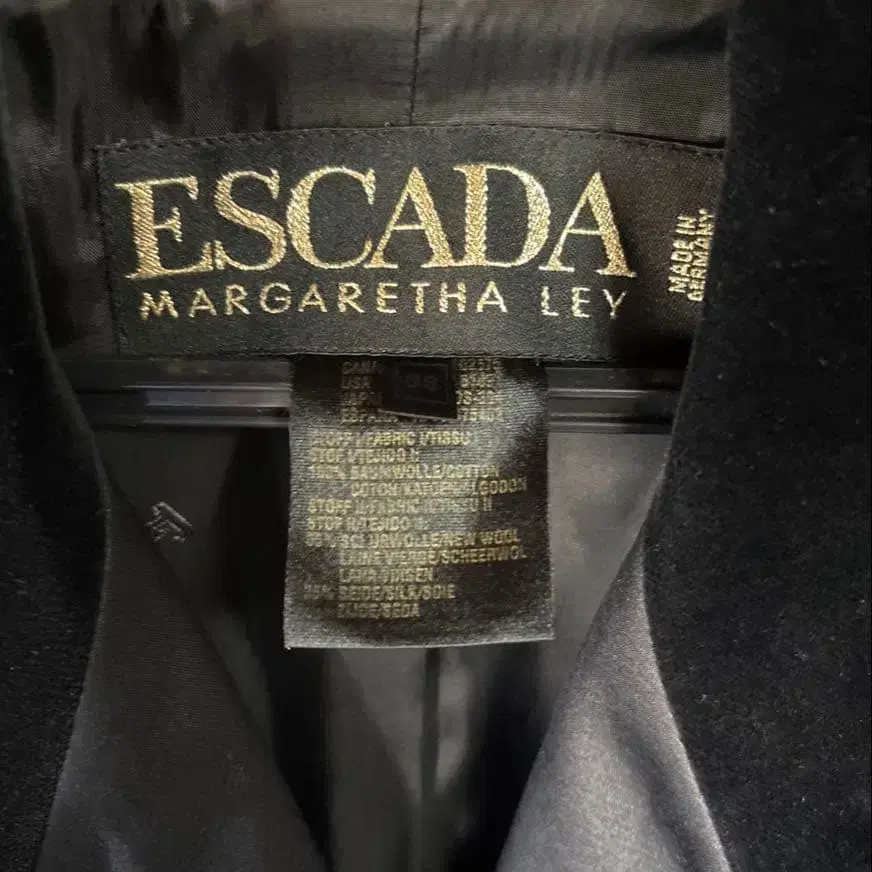 ESCADA
MARGARETHA LEY
MADE IN
GERMANY
USA
STOFF I/FABRIC I/TISSU I
STOF I/TEJIDO I:
100% BAUMWOLLE/COTTON
COTON/KATOEN/ALGODON
STOFF II/FABRIC II/TISSU II
STOF II/TEJIDO II:
SCHURWOLLE/NEW WOOL
LAINE VIERGE/SCHEERWOL
LANA VIRGEN
SEIDE/SILK/SOIE
ZIJDE/SEDA